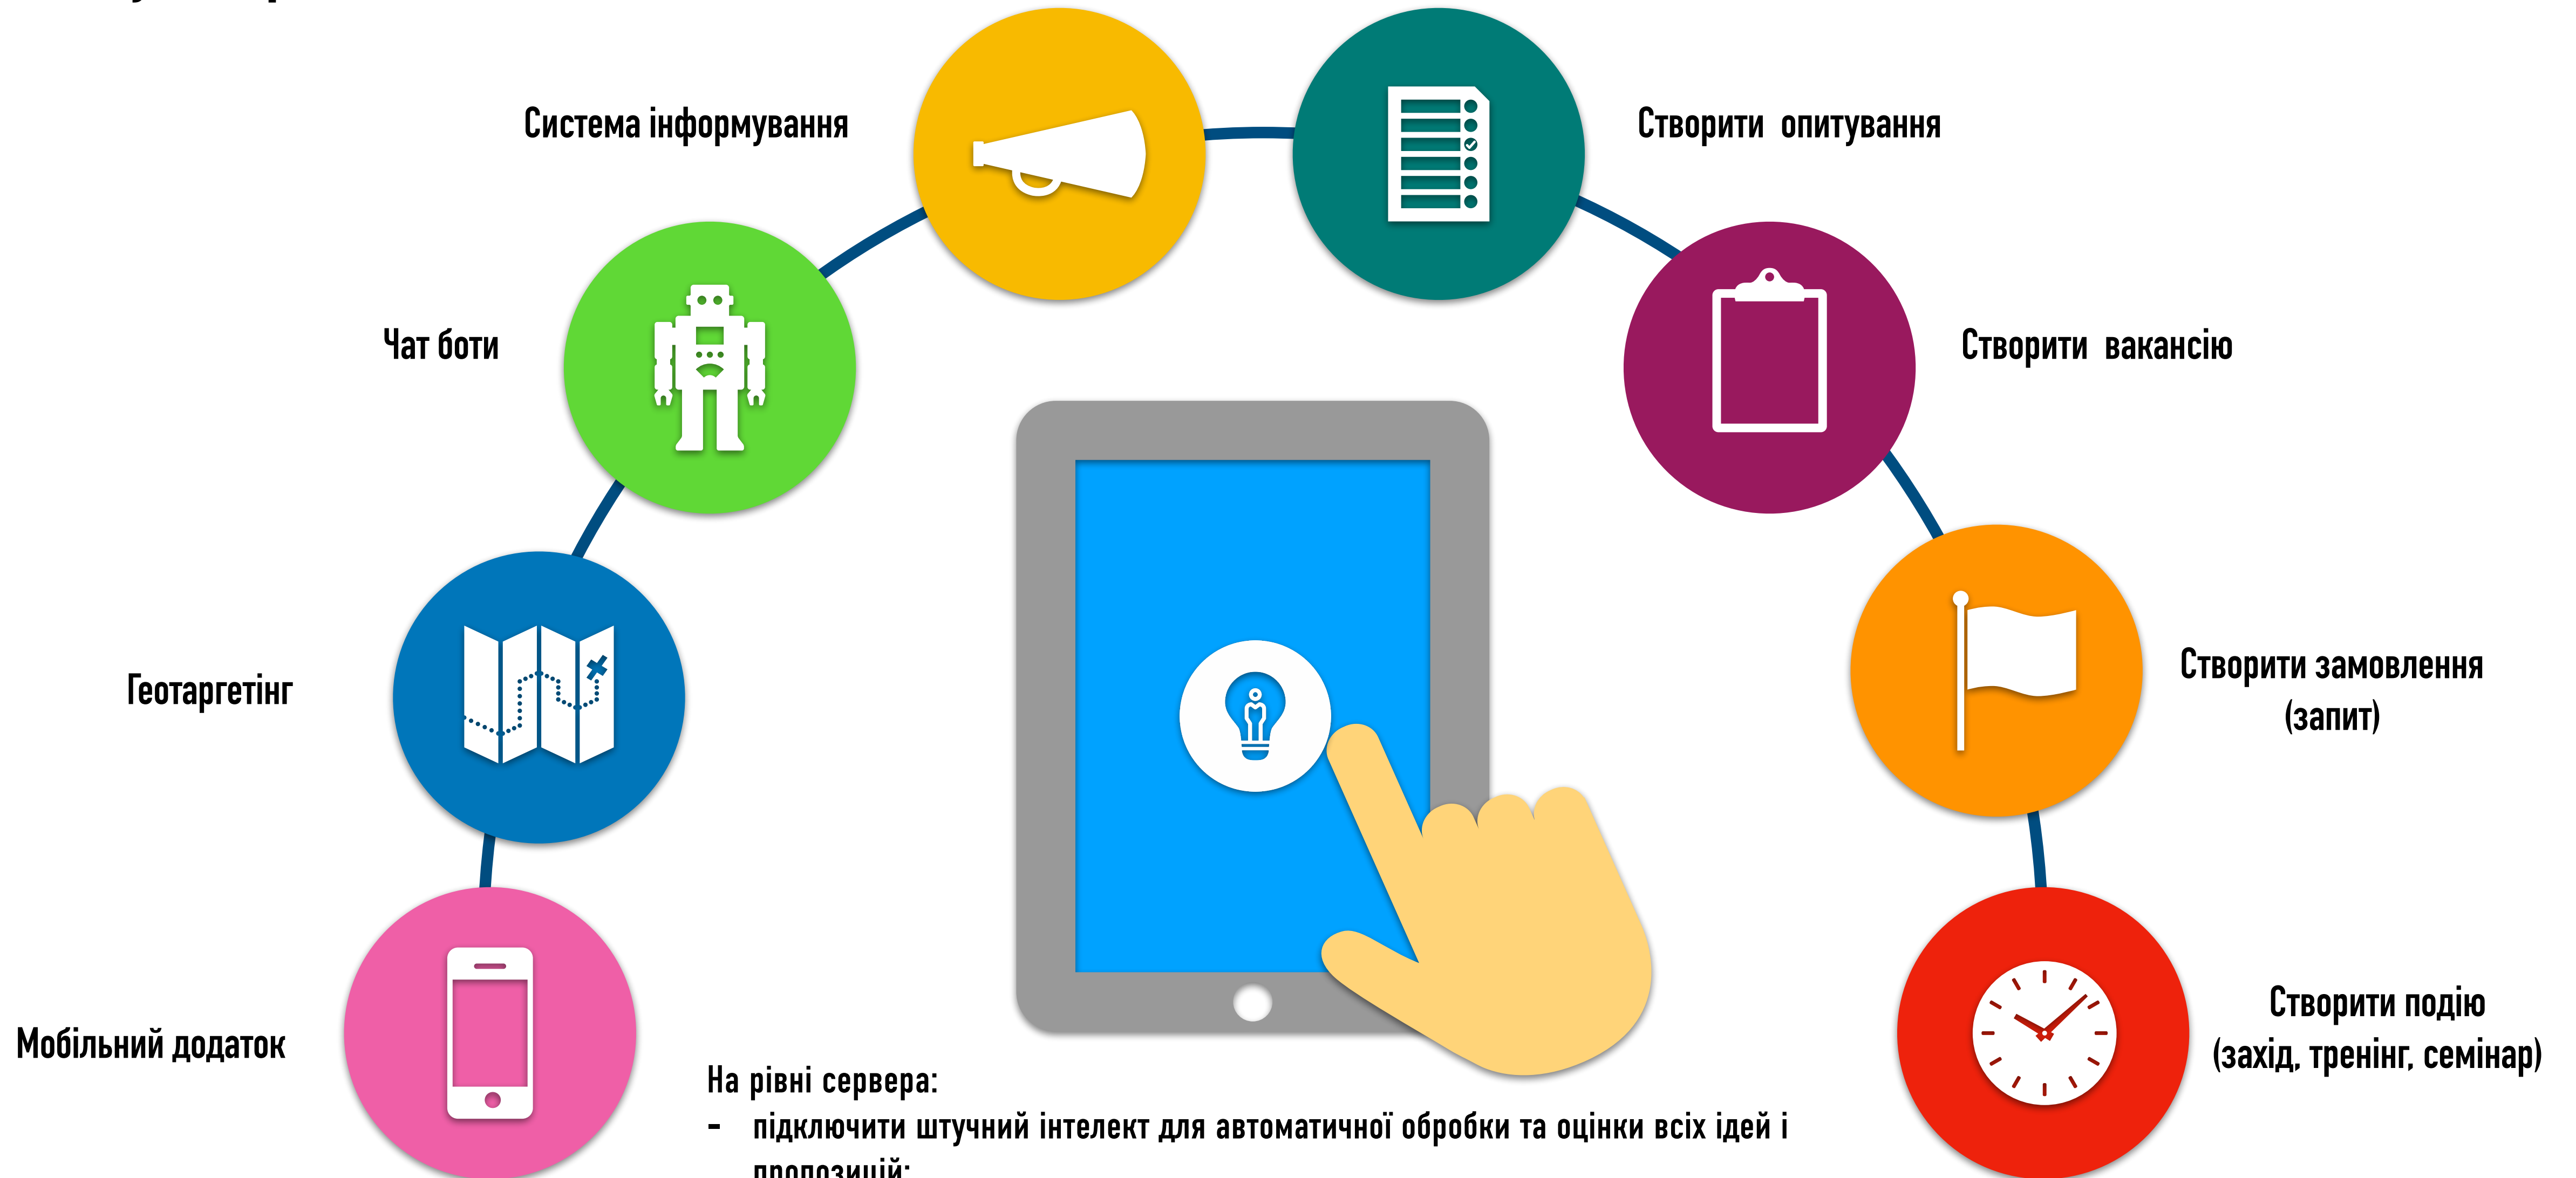 Система інформування
Створити опитування
Чат боти
Створити вакансію
Геотаргетінг
Створити замовлення
(запит)
Мобільний додаток
Створити подію
(захід, тренінг, семінар)
На рівні сервера:
- підключити штучний інтелект для автоматичної обробки та оцінки всіх ідей і
пропозицій;